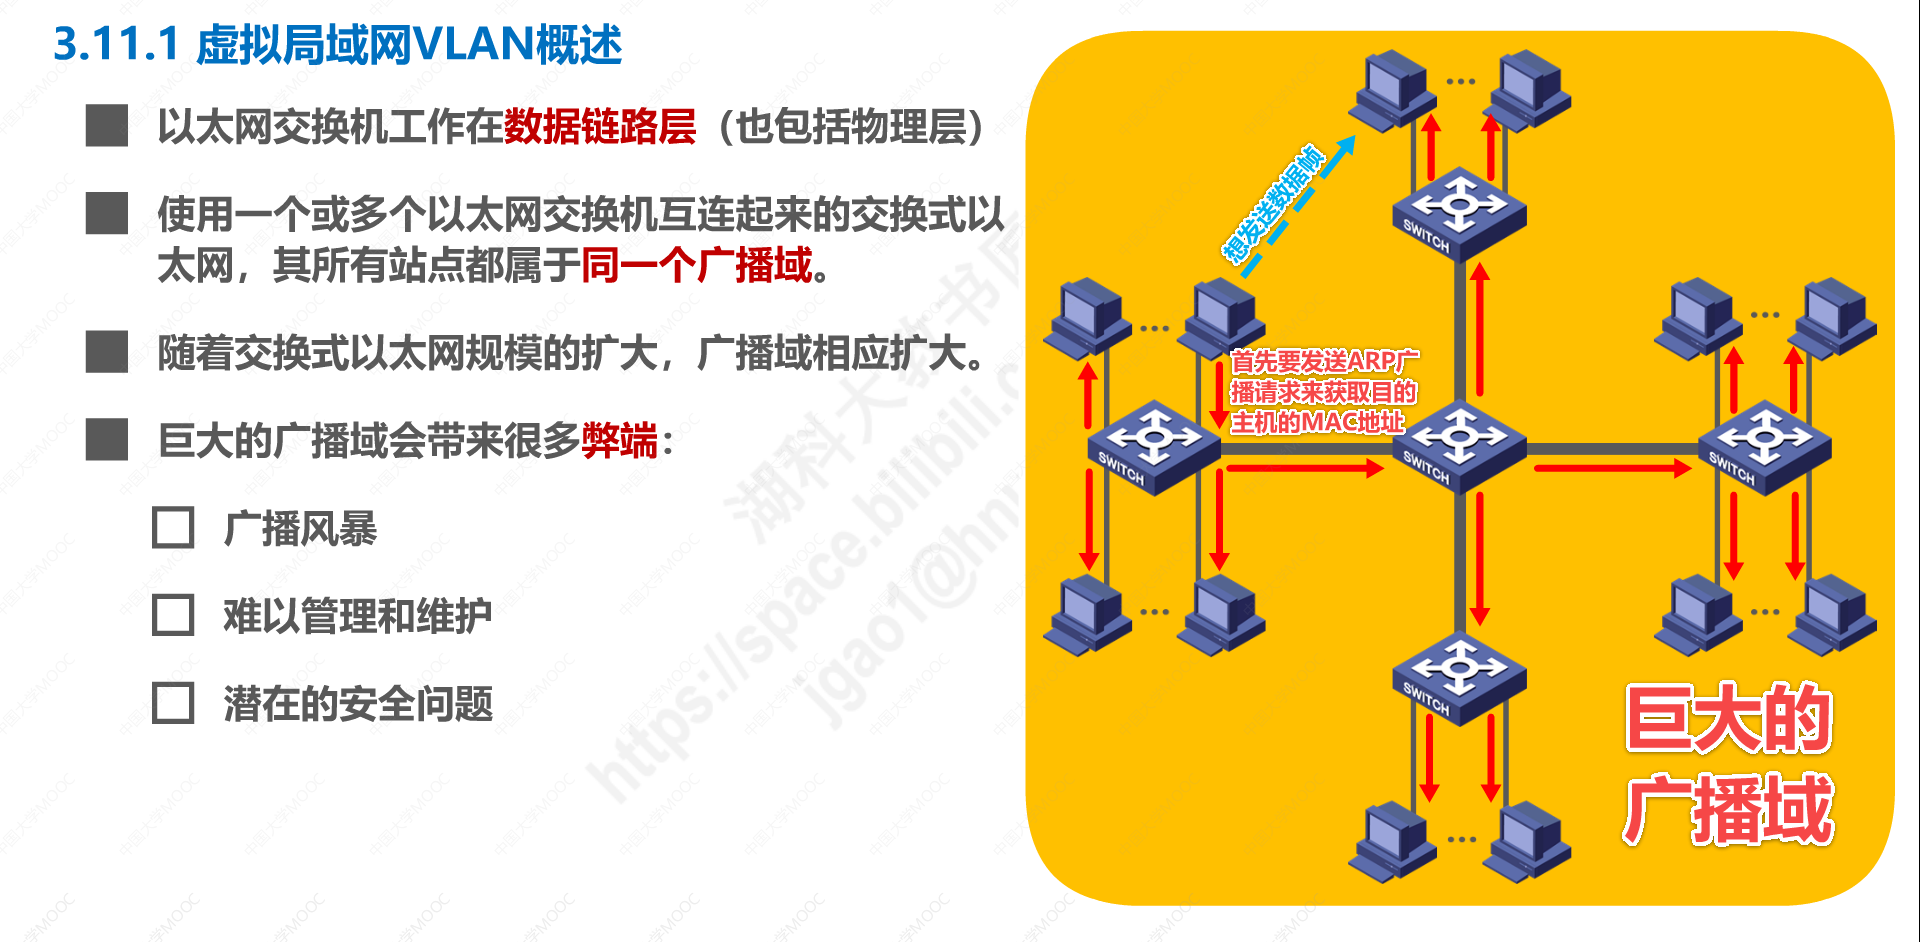 3.11.1 虚拟局域网VLAN概述
以太网交换机工作在数据链路层（也包括物理层）
使用一个或多个以太网交换机互连起来的交换式以
太网，其所有站点都属于同一个广播域。
随着交换式以太网规模的扩大，广播域相应扩大。
巨大的广播域会带来很多弊端：
广播风暴
难以管理和维护
潜在的安全问题
想发送数据帧
首先要发送ARP广
播请求来获取目的
主机的MAC地址
SWITCH
SWITCH
SWITCH
SWITCH
SWITCH
巨大的
广播域
湖科大教书匠
https://space.bilibili.c
jgao1@hn
中国大学MOOC